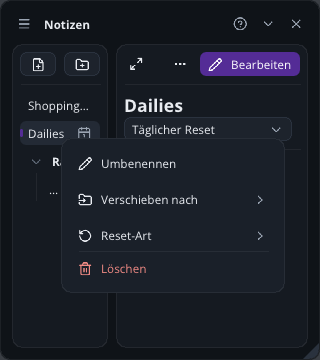 Notizen
Bearbeiten
Shopping...
Dailies
...
Dailies
Täglicher Reset
Umbenennen
Verschieben nach
Reset-Art
Löschen